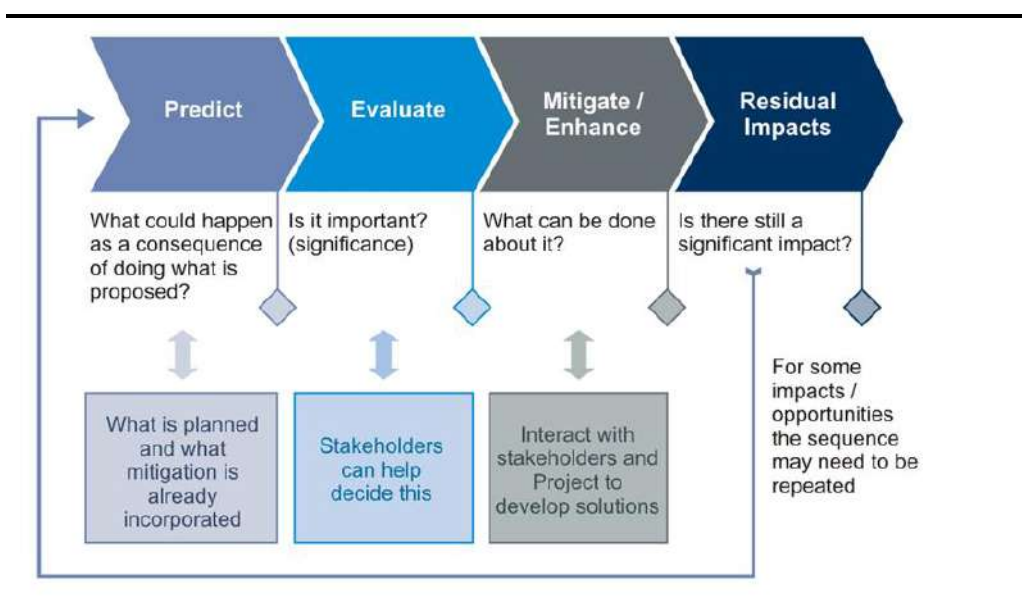 Predict
Evaluate
Mitigate /
Enhance
Residual
Impacts
What could happen
as a consequence
of doing what is
proposed?
Is it important?
(significance)
What can be done
about it?
Is there still a
significant impact?
What is planned
and what
mitigation is
already
incorporated
Stakeholders
can help
decide this
Interact with
stakeholders and
Project to
develop solutions
For some
impacts /
opportunities
the sequence
may need to be
repeated